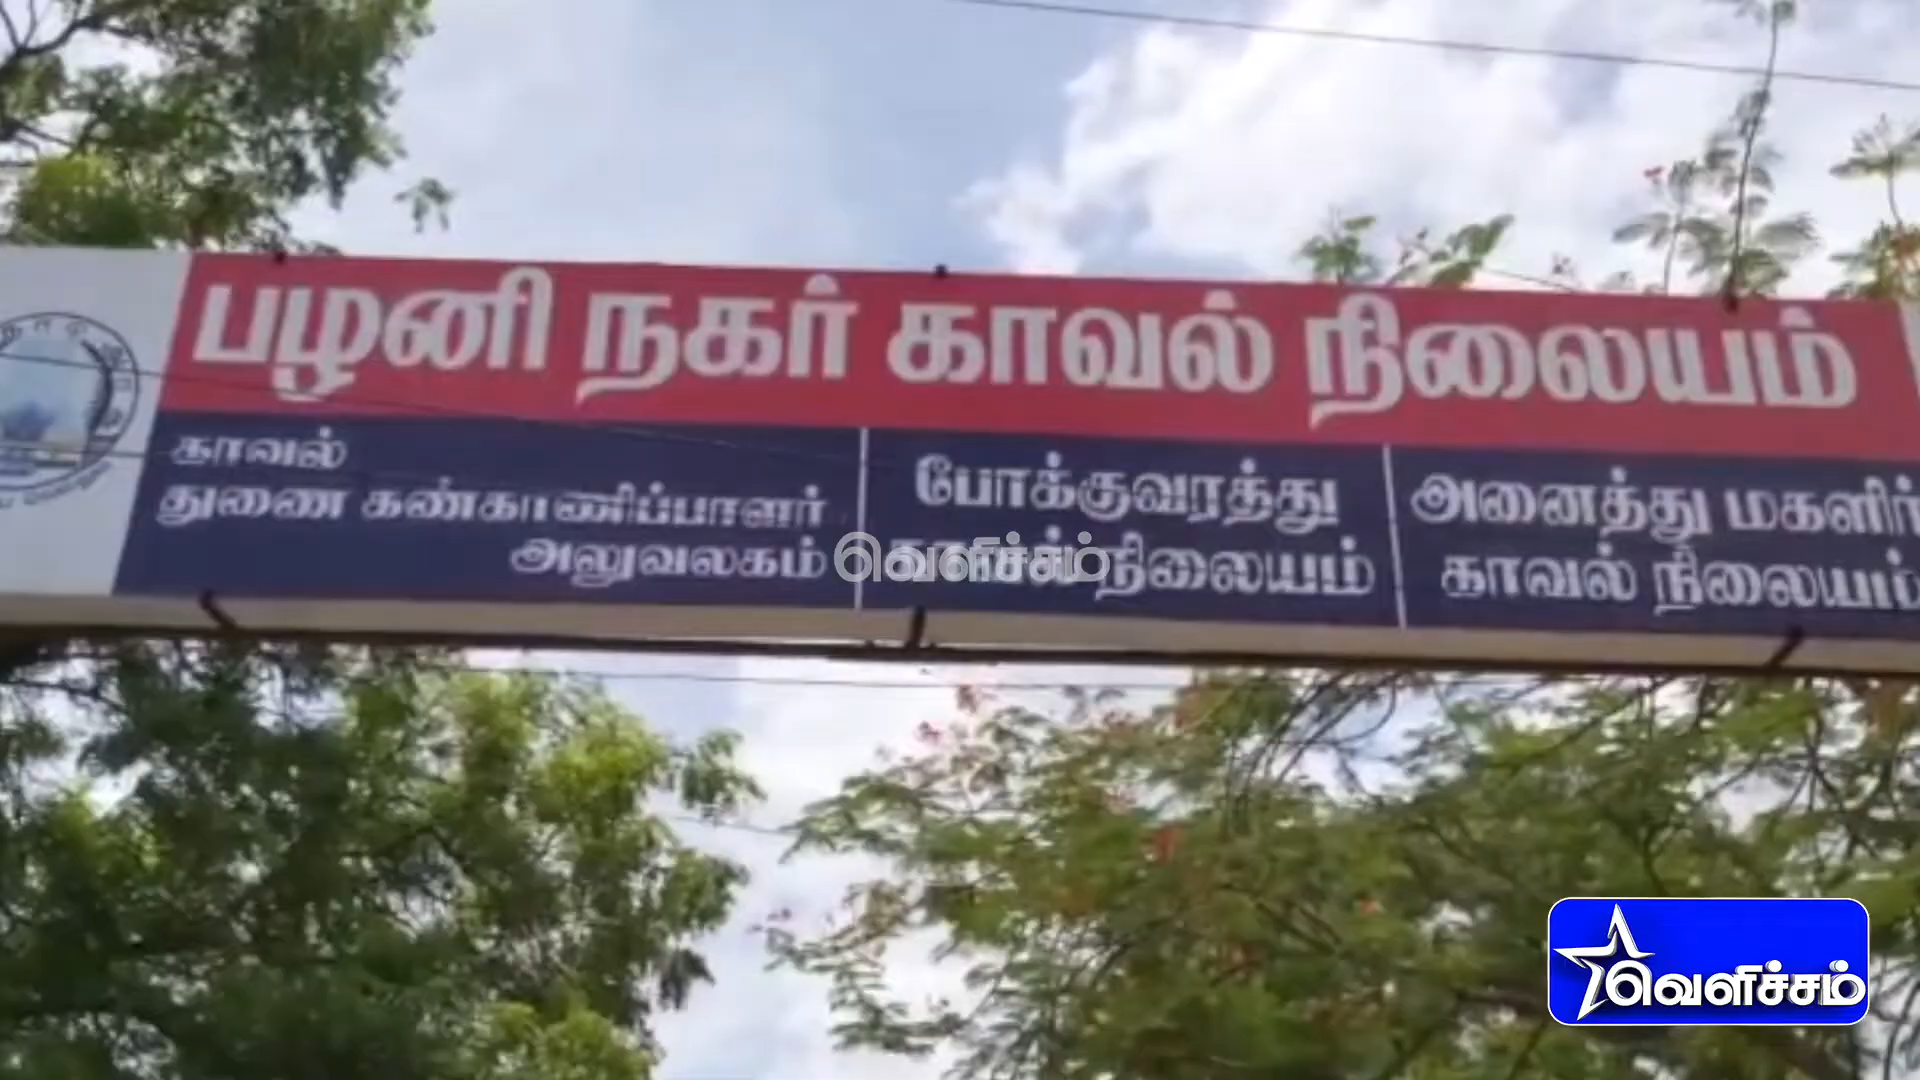 பழனி நகர் காவல் நிலையம்
காவல்
துணை கண்காணிப்பாளர்
அலுவலகம்
போக்குவரத்து
காவல் நிலையம்
அனைத்து மகளிர்
காவல் நிலையம்
வெளிச்சம்
வெளிச்சம்